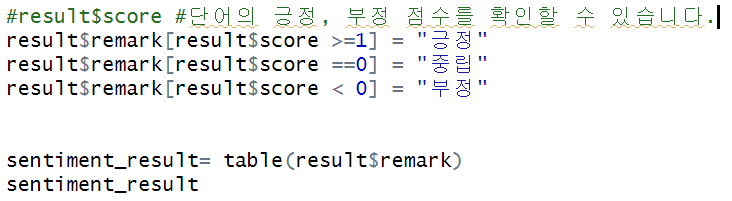 #result$score #단어의 긍정, 부정 점수를 확인할 수 있습니다.
result$remark[result$score >=1] = "긍정"
result$remark[result$score ==0] = "중립"
result$remark[result$score < 0] = "부정"
sentiment_result= table(result$remark)
sentiment_result